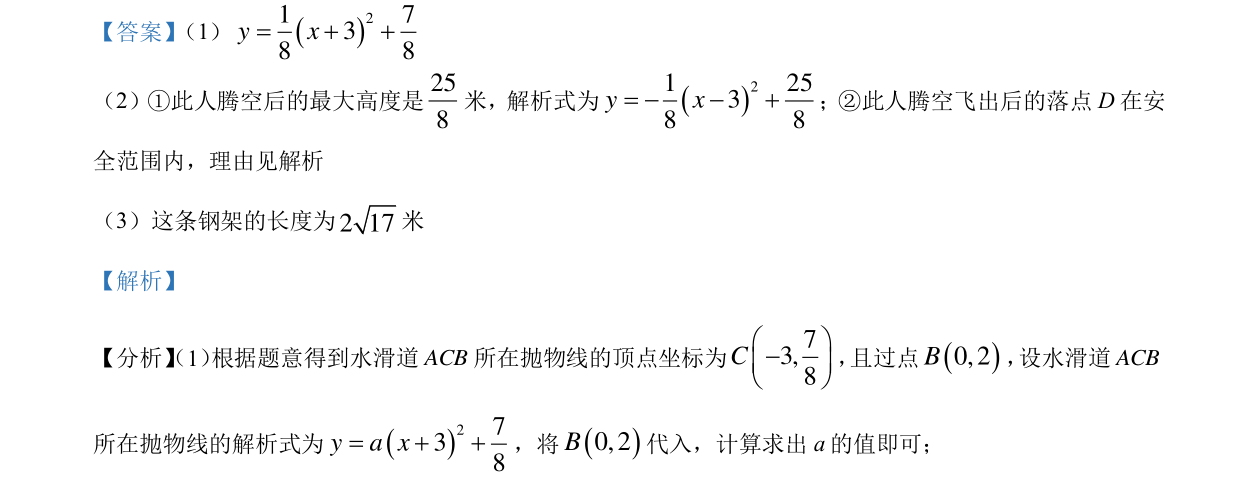 【答案】（1） y = 1/8 (x+3)² + 7/8
（2）①此人腾空后的最大高度是 25/8 米，解析式为 y = −1/8 (x−3)² + 25/8；②此人腾空飞出后的落点 D 在安
全范围内，理由见解析
（3）这条钢架的长度为 2√17 米
【解析】
【分析】（1）根据题意得到水滑道 ACB 所在抛物线的顶点坐标为 C(−3, 7/8)，且过点 B(0,2)，设水滑道 ACB
所在抛物线的解析式为 y = a(x+3)² + 7/8，将 B(0,2) 代入，计算求出 a 的值即可；